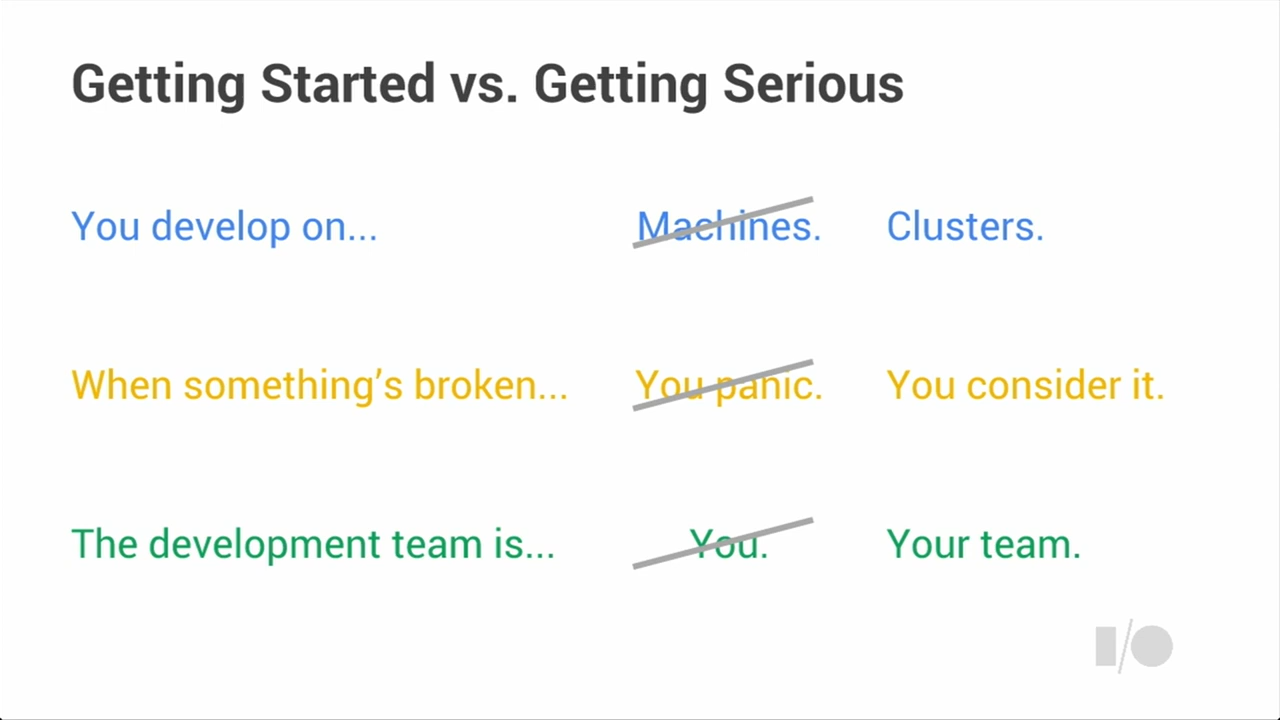 Getting Started vs. Getting Serious
You develop on... Machines. Clusters.
When something’s broken... You panic. You consider it.
The development team is... You. Your team.
I/O